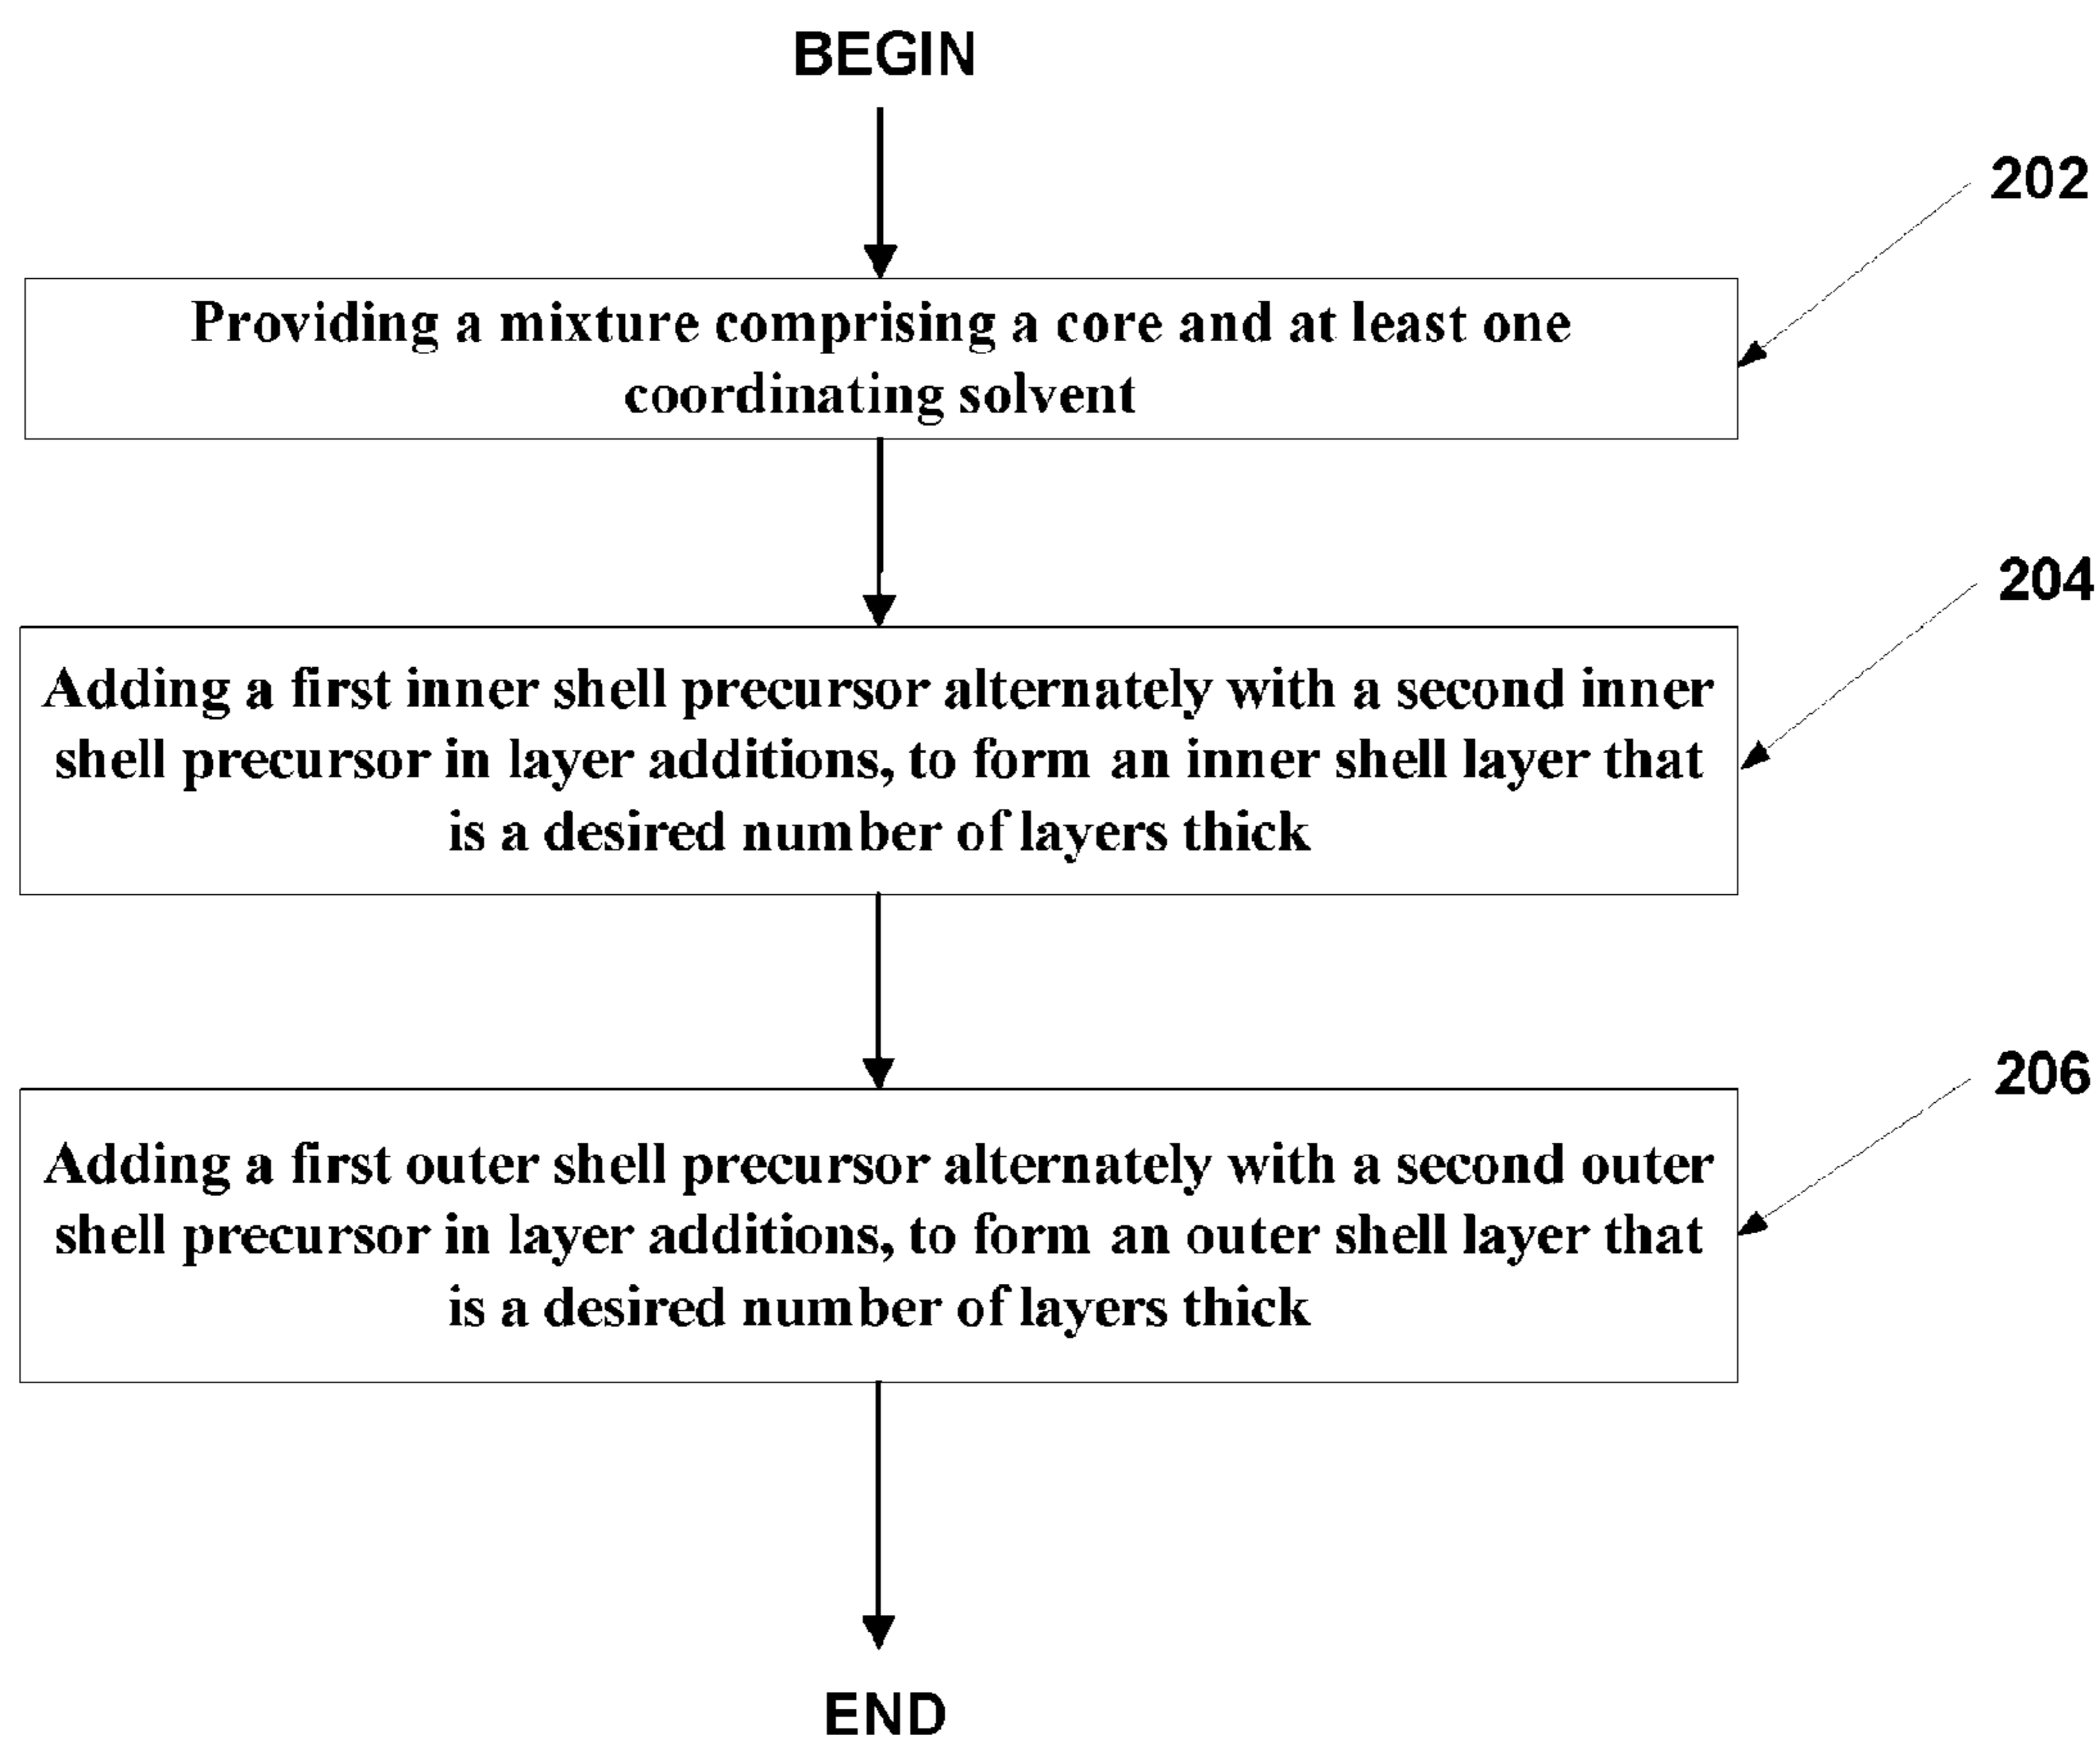 BEGIN
202
Providing a mixture comprising a core and at least one
coordinating solvent
204
Adding a first inner shell precursor alternately with a second inner
shell precursor in layer additions, to form an inner shell layer that
is a desired number of layers thick
206
Adding a first outer shell precursor alternately with a second outer
shell precursor in layer additions, to form an outer shell layer that
is a desired number of layers thick
END